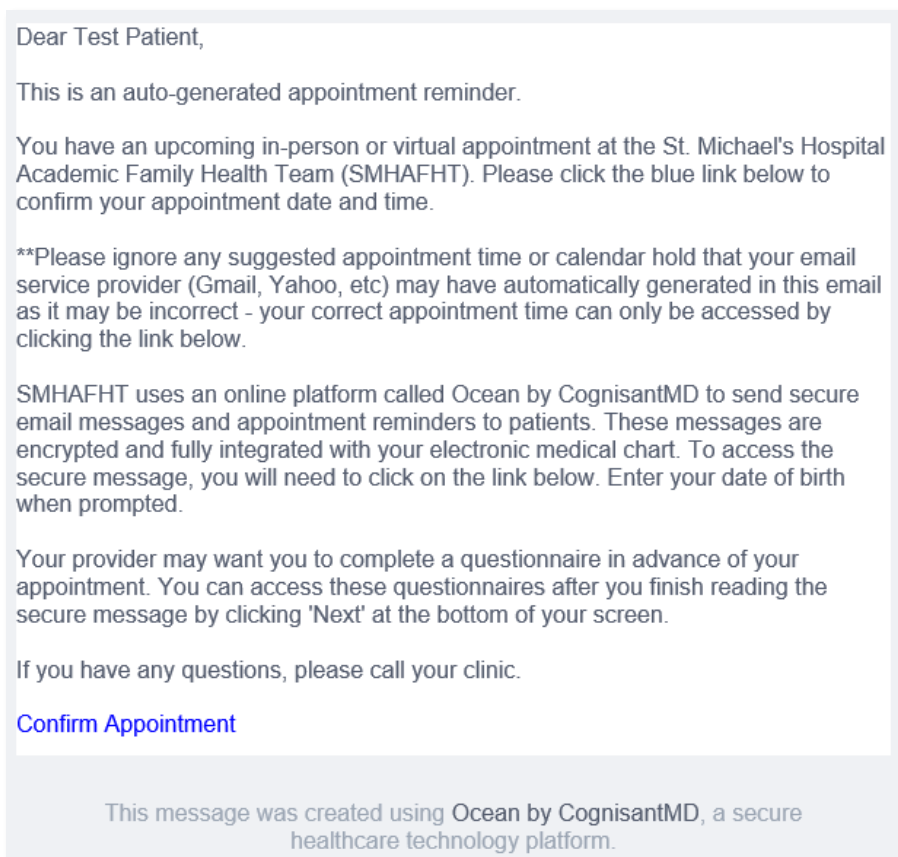 Dear Test Patient,
This is an auto-generated appointment reminder.
You have an upcoming in-person or virtual appointment at the St. Michael's Hospital
Academic Family Health Team (SMHAFHT). Please click the blue link below to
confirm your appointment date and time.
**Please ignore any suggested appointment time or calendar hold that your email
service provider (Gmail, Yahoo, etc) may have automatically generated in this email
as it may be incorrect - your correct appointment time can only be accessed by
clicking the link below.
SMHAFHT uses an online platform called Ocean by CognisantMD to send secure
email messages and appointment reminders to patients. These messages are
encrypted and fully integrated with your electronic medical chart. To access the
secure message, you will need to click on the link below. Enter your date of birth
when prompted.
Your provider may want you to complete a questionnaire in advance of your
appointment. You can access these questionnaires after you finish reading the
secure message by clicking 'Next' at the bottom of your screen.
If you have any questions, please call your clinic.
Confirm Appointment
This message was created using Ocean by CognisantMD, a secure
healthcare technology platform.